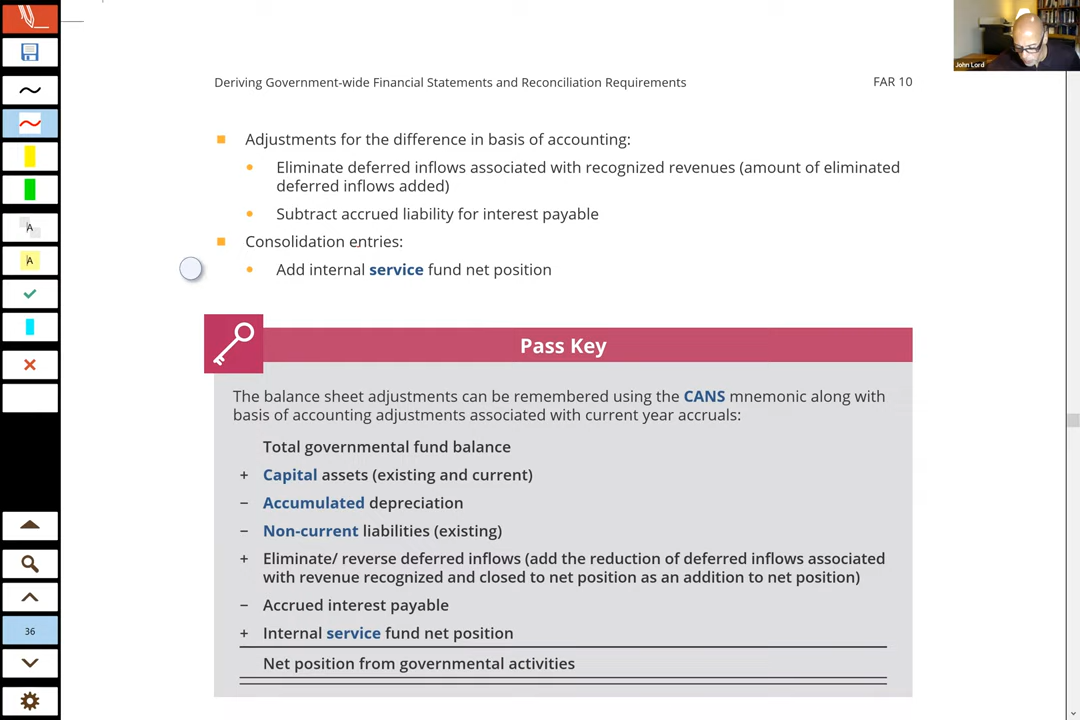 John Lord
Deriving Government-wide Financial Statements and Reconciliation Requirements FAR 10
Adjustments for the difference in basis of accounting:
Eliminate deferred inflows associated with recognized revenues (amount of eliminated
deferred inflows added)
Subtract accrued liability for interest payable
Consolidation entries:
Add internal service fund net position
Pass Key
The balance sheet adjustments can be remembered using the CANS mnemonic along with
basis of accounting adjustments associated with current year accruals:
Total governmental fund balance
+ Capital assets (existing and current)
− Accumulated depreciation
− Non-current liabilities (existing)
+ Eliminate/ reverse deferred inflows (add the reduction of deferred inflows associated
with revenue recognized and closed to net position as an addition to net position)
− Accrued interest payable
+ Internal service fund net position
Net position from governmental activities
A
A
36